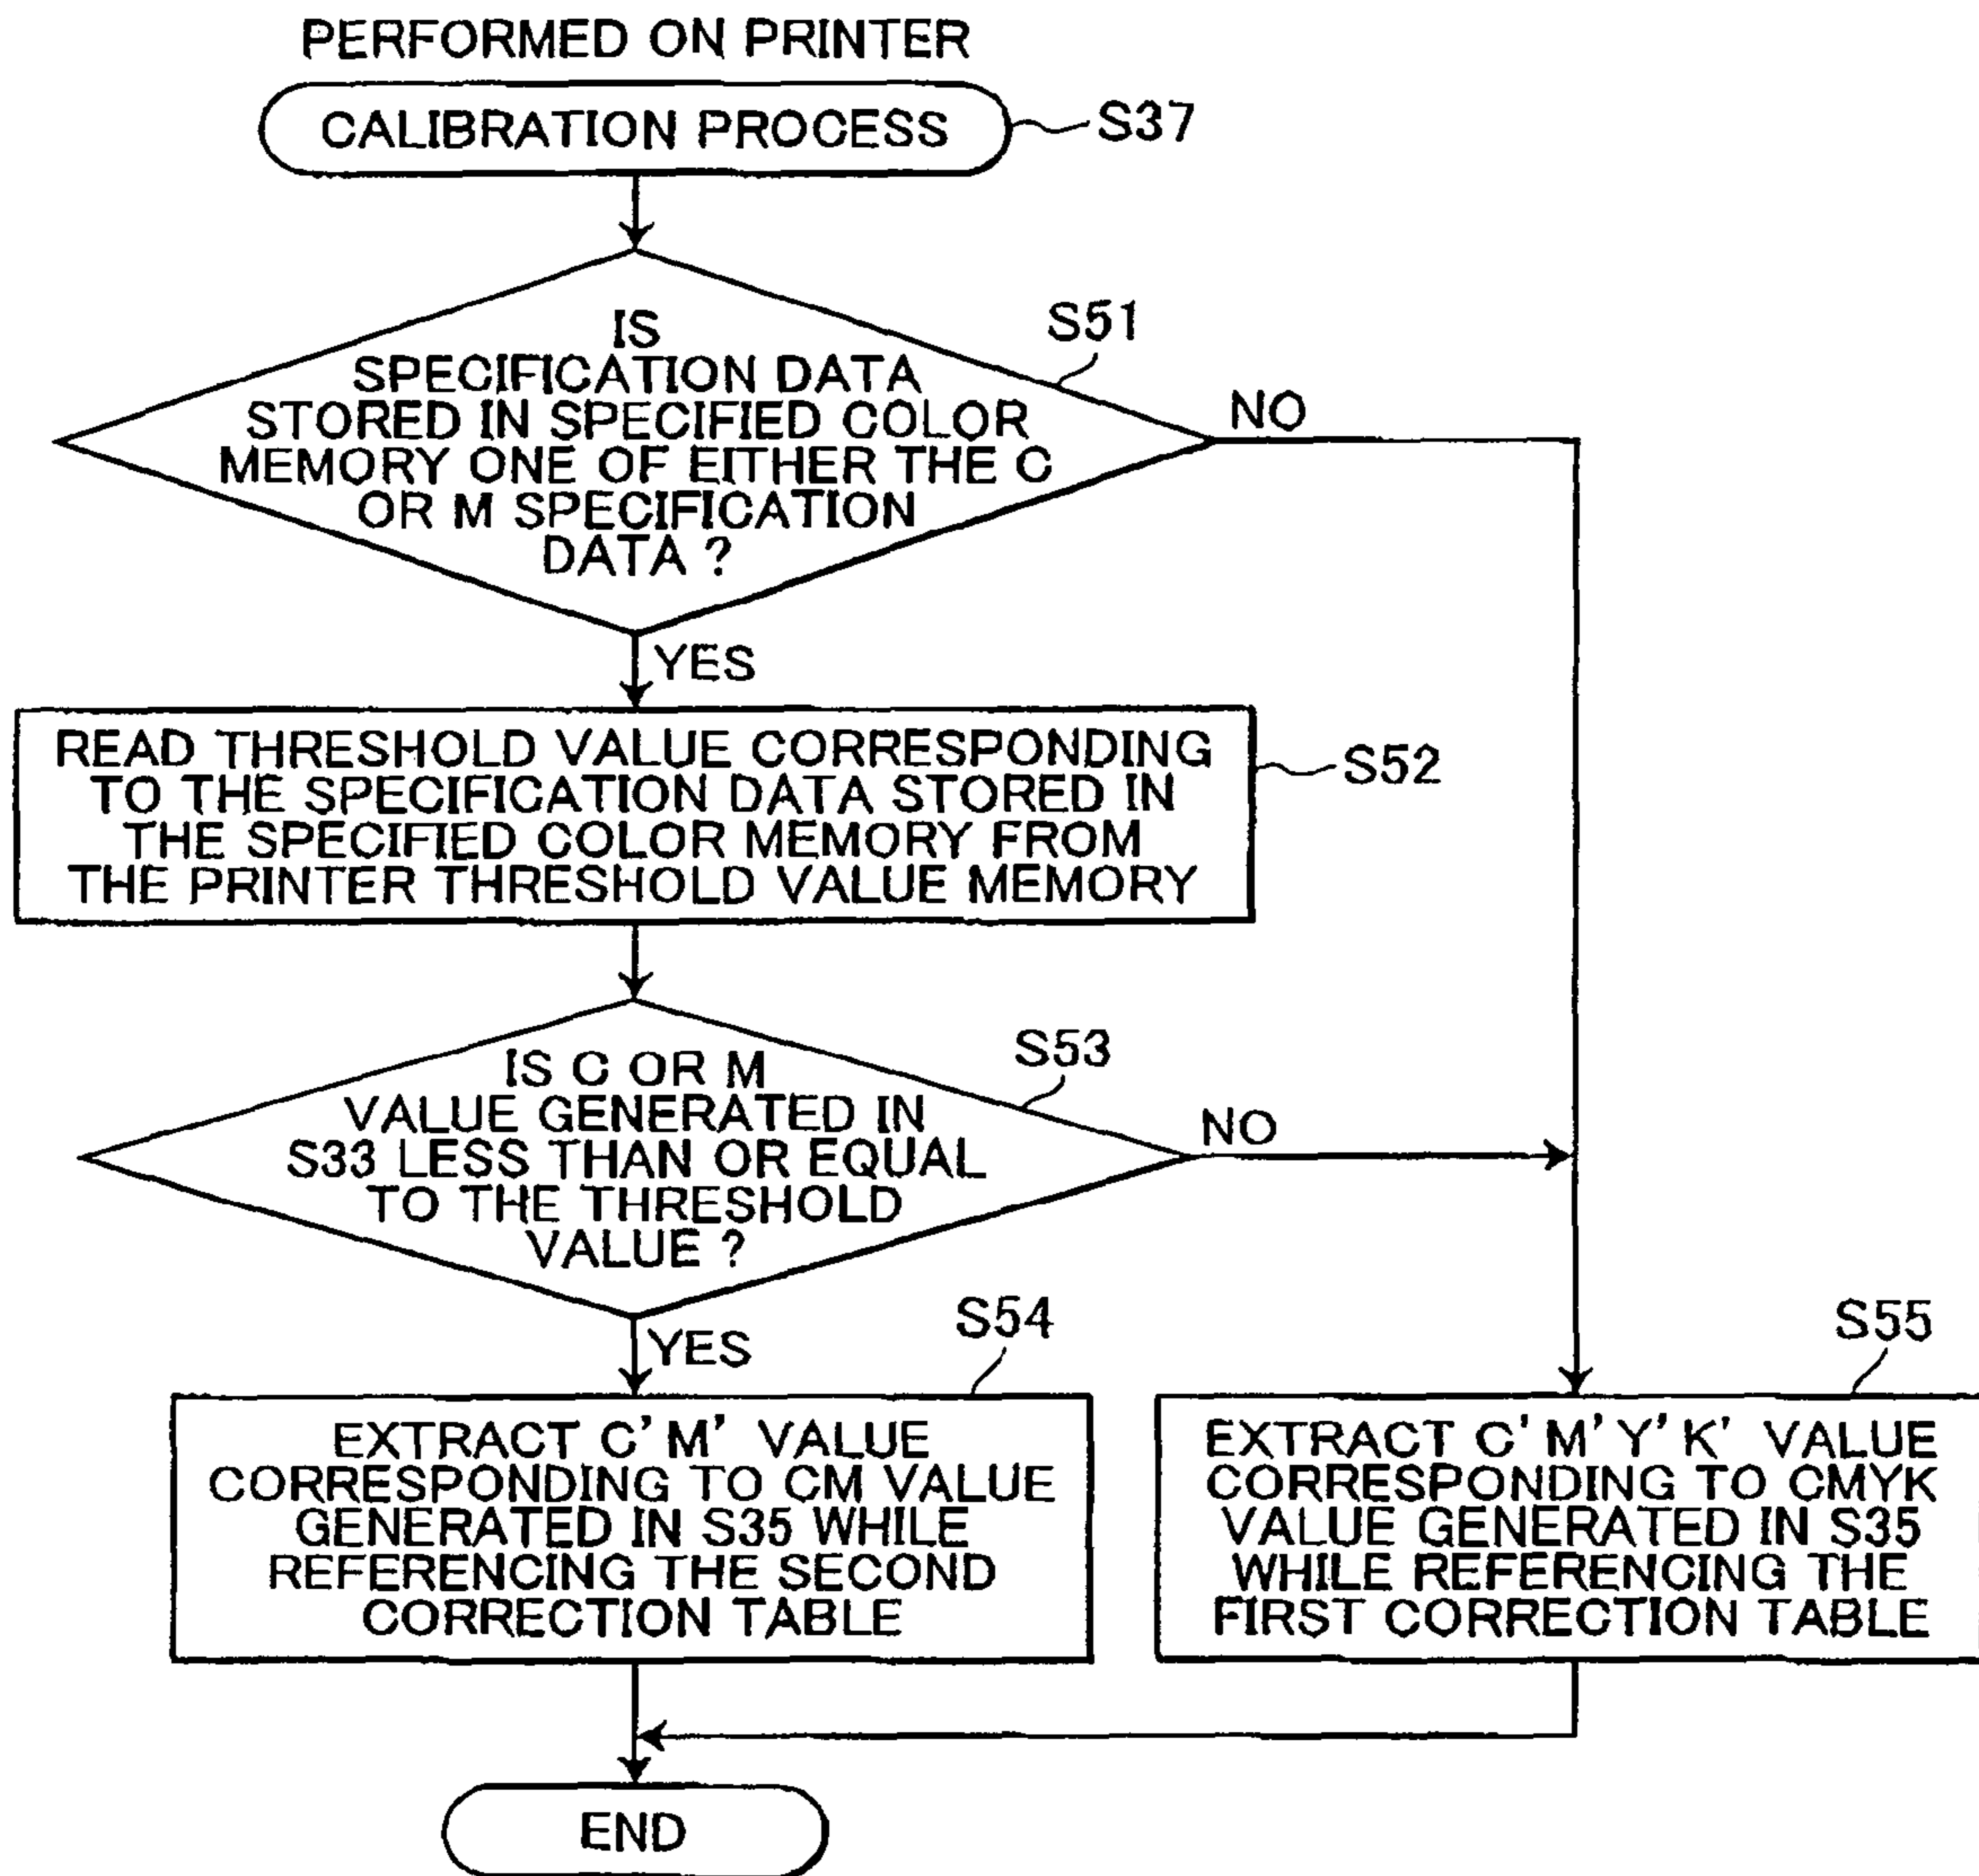 PERFORMED ON PRINTER
CALIBRATION PROCESS
S37
IS
SPECIFICATION DATA
STORED IN SPECIFIED COLOR
MEMORY ONE OF EITHER THE C
OR M SPECIFICATION
DATA ?
S51
NO
YES
READ THRESHOLD VALUE CORRESPONDING
TO THE SPECIFICATION DATA STORED IN
THE SPECIFIED COLOR MEMORY FROM
THE PRINTER THRESHOLD VALUE MEMORY
S52
IS C OR M
VALUE GENERATED IN
S33 LESS THAN OR EQUAL
TO THE THRESHOLD
VALUE ?
S53
NO
YES
S54
EXTRACT C'M' VALUE
CORRESPONDING TO CM VALUE
GENERATED IN S35 WHILE
REFERENCING THE SECOND
CORRECTION TABLE
S55
EXTRACT C'M'Y'K' VALUE
CORRESPONDING TO CMYK
VALUE GENERATED IN S35
WHILE REFERENCING THE
FIRST CORRECTION TABLE
END